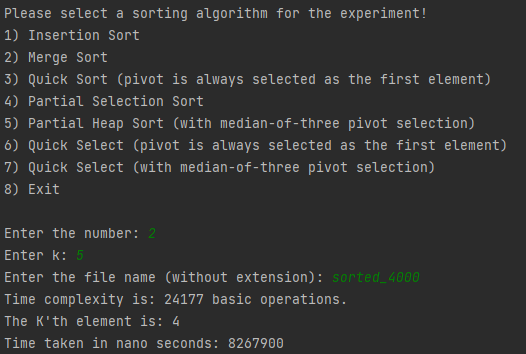 Please select a sorting algorithm for the experiment!
1) Insertion Sort
2) Merge Sort
3) Quick Sort (pivot is always selected as the first element)
4) Partial Selection Sort
5) Partial Heap Sort (with median-of-three pivot selection)
6) Quick Select (pivot is always selected as the first element)
7) Quick Select (with median-of-three pivot selection)
8) Exit
Enter the number: 2
Enter k: 5
Enter the file name (without extension): sorted_4000
Time complexity is: 24177 basic operations.
The K'th element is: 4
Time taken in nano seconds: 8267900